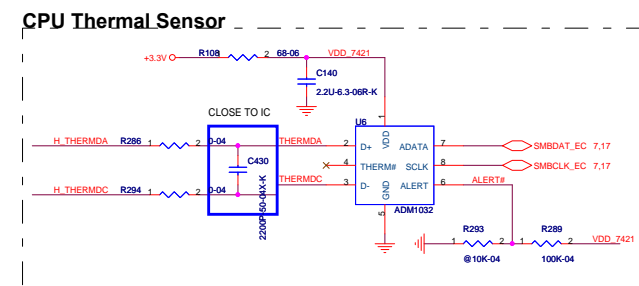 CPU Thermal Sensor
+3.3V R108 1 2 68-06 VDD_7421
C140
2.2U-6.3-06R-K
CLOSE TO IC
U6
1
H_THERMDA R286 1 2 0-04 THERMDA 2 D+ VDD ADATA 7 SMBDAT_EC 7,17
C430 4 THERM# SCLK 8 SMBCLK_EC 7,17
H_THERMDC R294 1 2 0-04 THERMDC 3 D- GND ALERT 6 ALERT#
2200P-50-04X-K
5
ADM1032
R293 R289
1 2 1 2 VDD_7421
@10K-04 100K-04